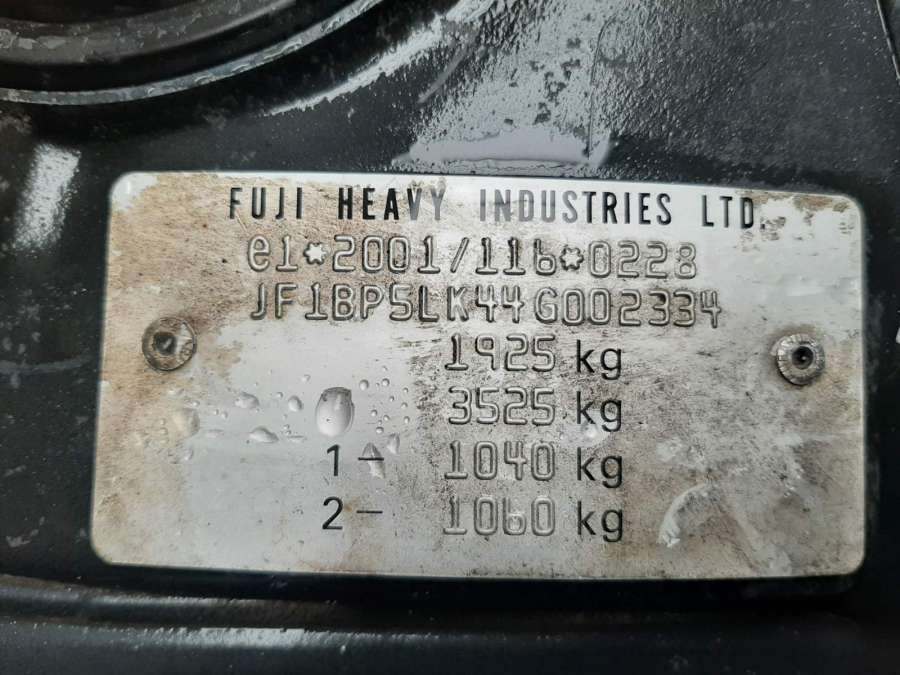 FUJI HEAVY INDUSTRIES LTD.
e1*2001/116*0228
JF1BP5LK44G002334
1925 kg
3525 kg
1- 1040 kg
2- 1060 kg